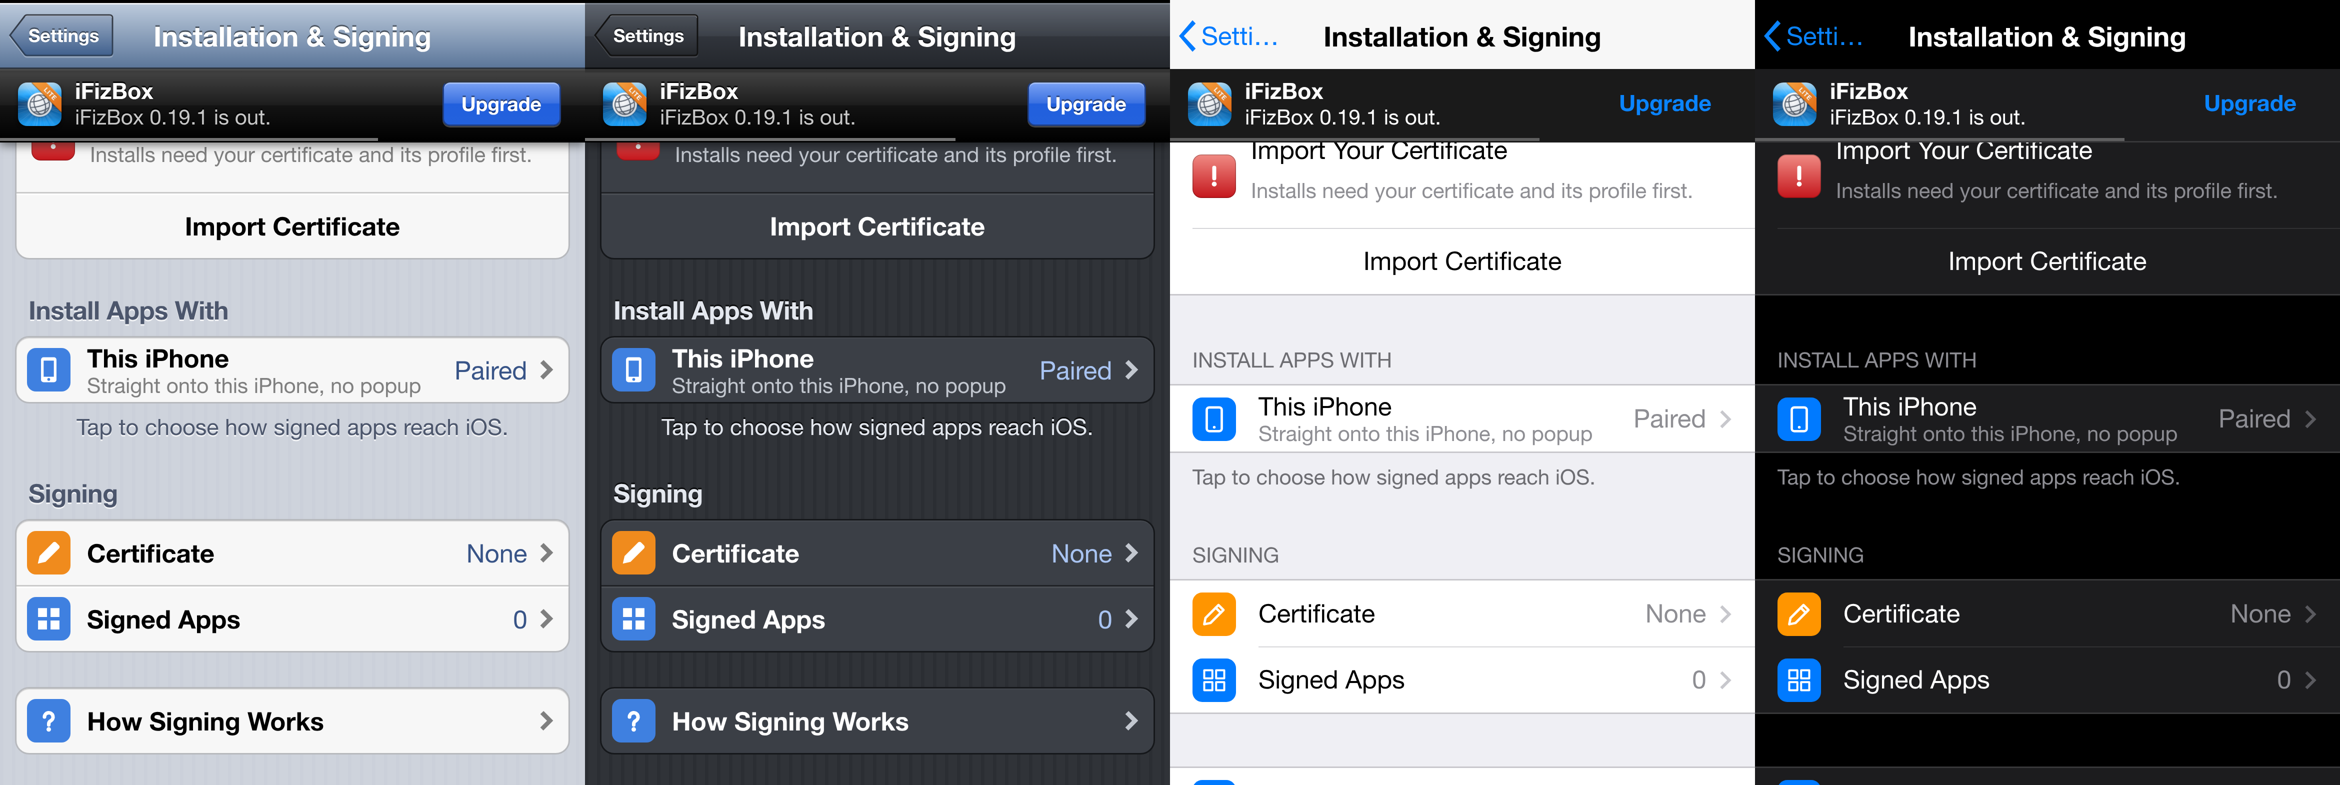 Settings
Installation & Signing
iFizBox
iFizBox 0.19.1 is out.
Upgrade
Installs need your certificate and its profile first.
Import Certificate
Install Apps With
This iPhone
Straight onto this iPhone, no popup
Paired
Tap to choose how signed apps reach iOS.
Signing
Certificate
None
Signed Apps
0
How Signing Works
Settings
Installation & Signing
iFizBox
iFizBox 0.19.1 is out.
Upgrade
Installs need your certificate and its profile first.
Import Certificate
Install Apps With
This iPhone
Straight onto this iPhone, no popup
Paired
Tap to choose how signed apps reach iOS.
Signing
Certificate
None
Signed Apps
0
How Signing Works
Setti...
Installation & Signing
iFizBox
iFizBox 0.19.1 is out.
Upgrade
Import Your Certificate
Installs need your certificate and its profile first.
Import Certificate
INSTALL APPS WITH
This iPhone
Straight onto this iPhone, no popup
Paired
Tap to choose how signed apps reach iOS.
SIGNING
Certificate
None
Signed Apps
0
Setti...
Installation & Signing
iFizBox
iFizBox 0.19.1 is out.
Upgrade
Import Your Certificate
Installs need your certificate and its profile first.
Import Certificate
INSTALL APPS WITH
This iPhone
Straight onto this iPhone, no popup
Paired
Tap to choose how signed apps reach iOS.
SIGNING
Certificate
None
Signed Apps
0